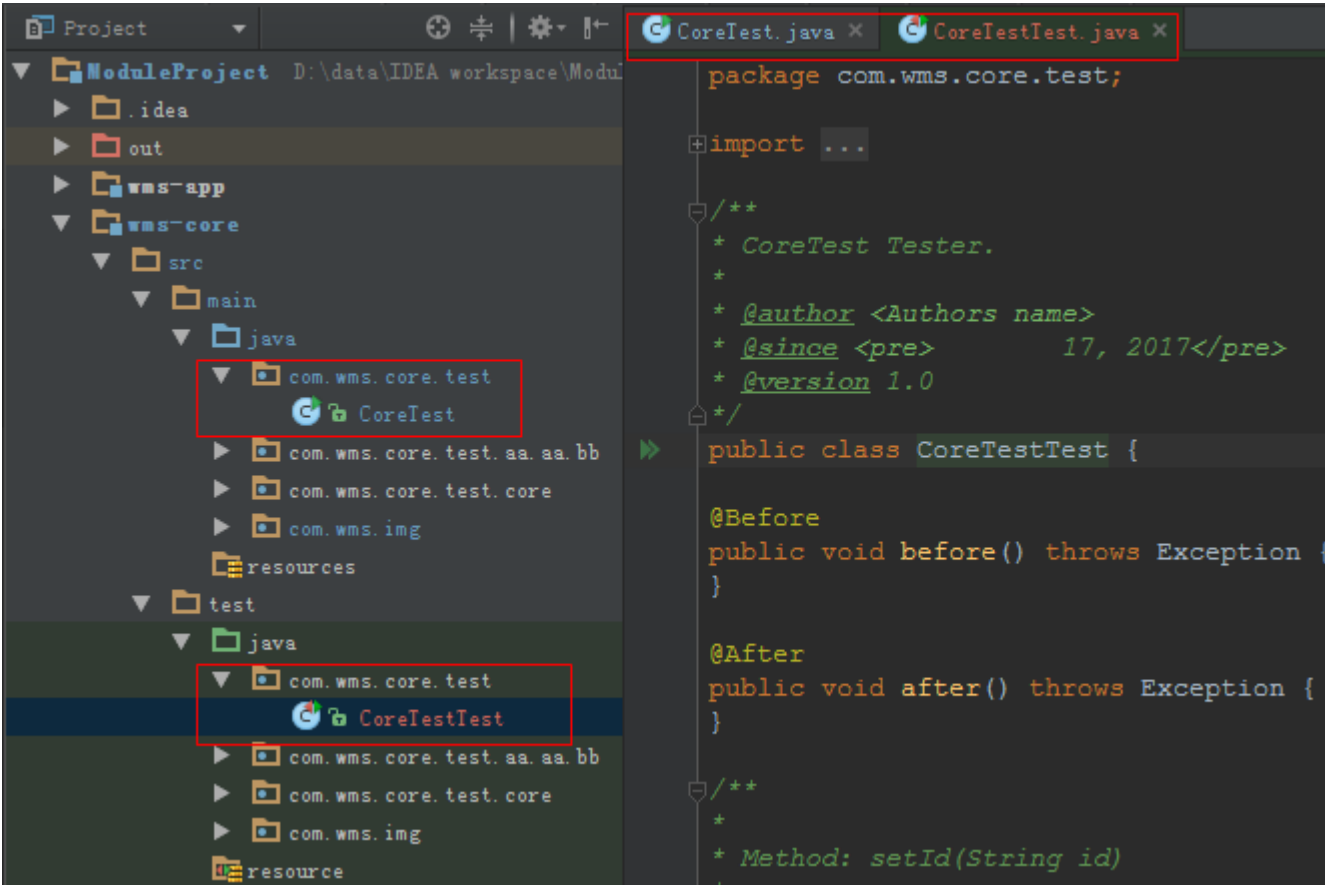 Project
ModuleProject D:\data\IDEA workspace\Modu
.idea
out
wms-app
wms-core
src
main
java
com.wms.core.test
CoreTest
com.wms.core.test.aa.aa.bb
com.wms.core.test.core
com.wms.img
resources
test
java
com.wms.core.test
CoreTestTest
com.wms.core.test.aa.aa.bb
com.wms.core.test.core
com.wms.img
resource
CoreTest.java × CoreTestTest.java ×
package com.wms.core.test;
import ...
/**
* CoreTest Tester.
*
* @author <Authors name>
* @since <pre> 17, 2017</pre>
* @version 1.0
*/
public class CoreTestTest {
@Before
public void before() throws Exception {
}
@After
public void after() throws Exception {
}
/**
*
* Method: setId(String id)